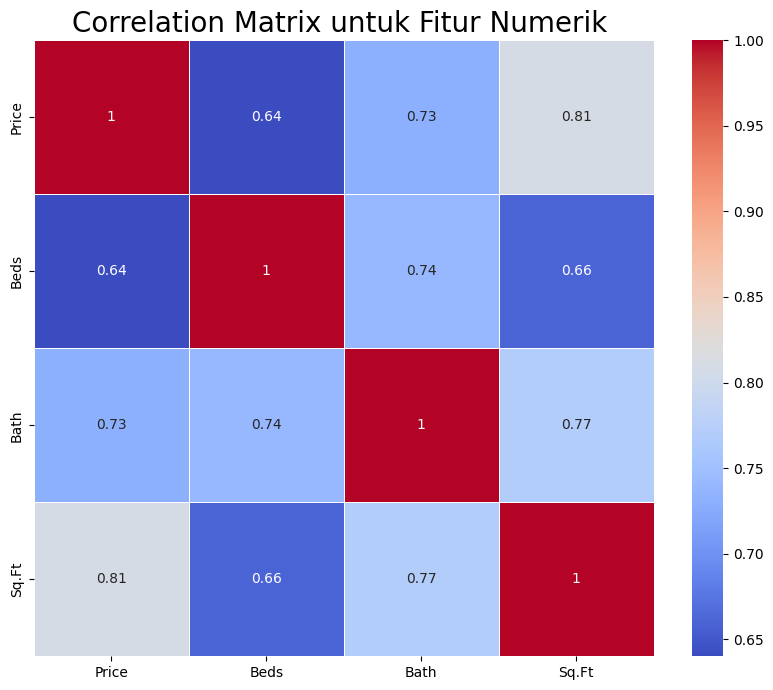 Correlation Matrix untuk Fitur Numerik
Price
1
0.64
0.73
0.81
Beds
0.64
1
0.74
0.66
Bath
0.73
0.74
1
0.77
Sq.Ft
0.81
0.66
0.77
1
Price
Beds
Bath
Sq.Ft
1.00
0.95
0.90
0.85
0.80
0.75
0.70
0.65